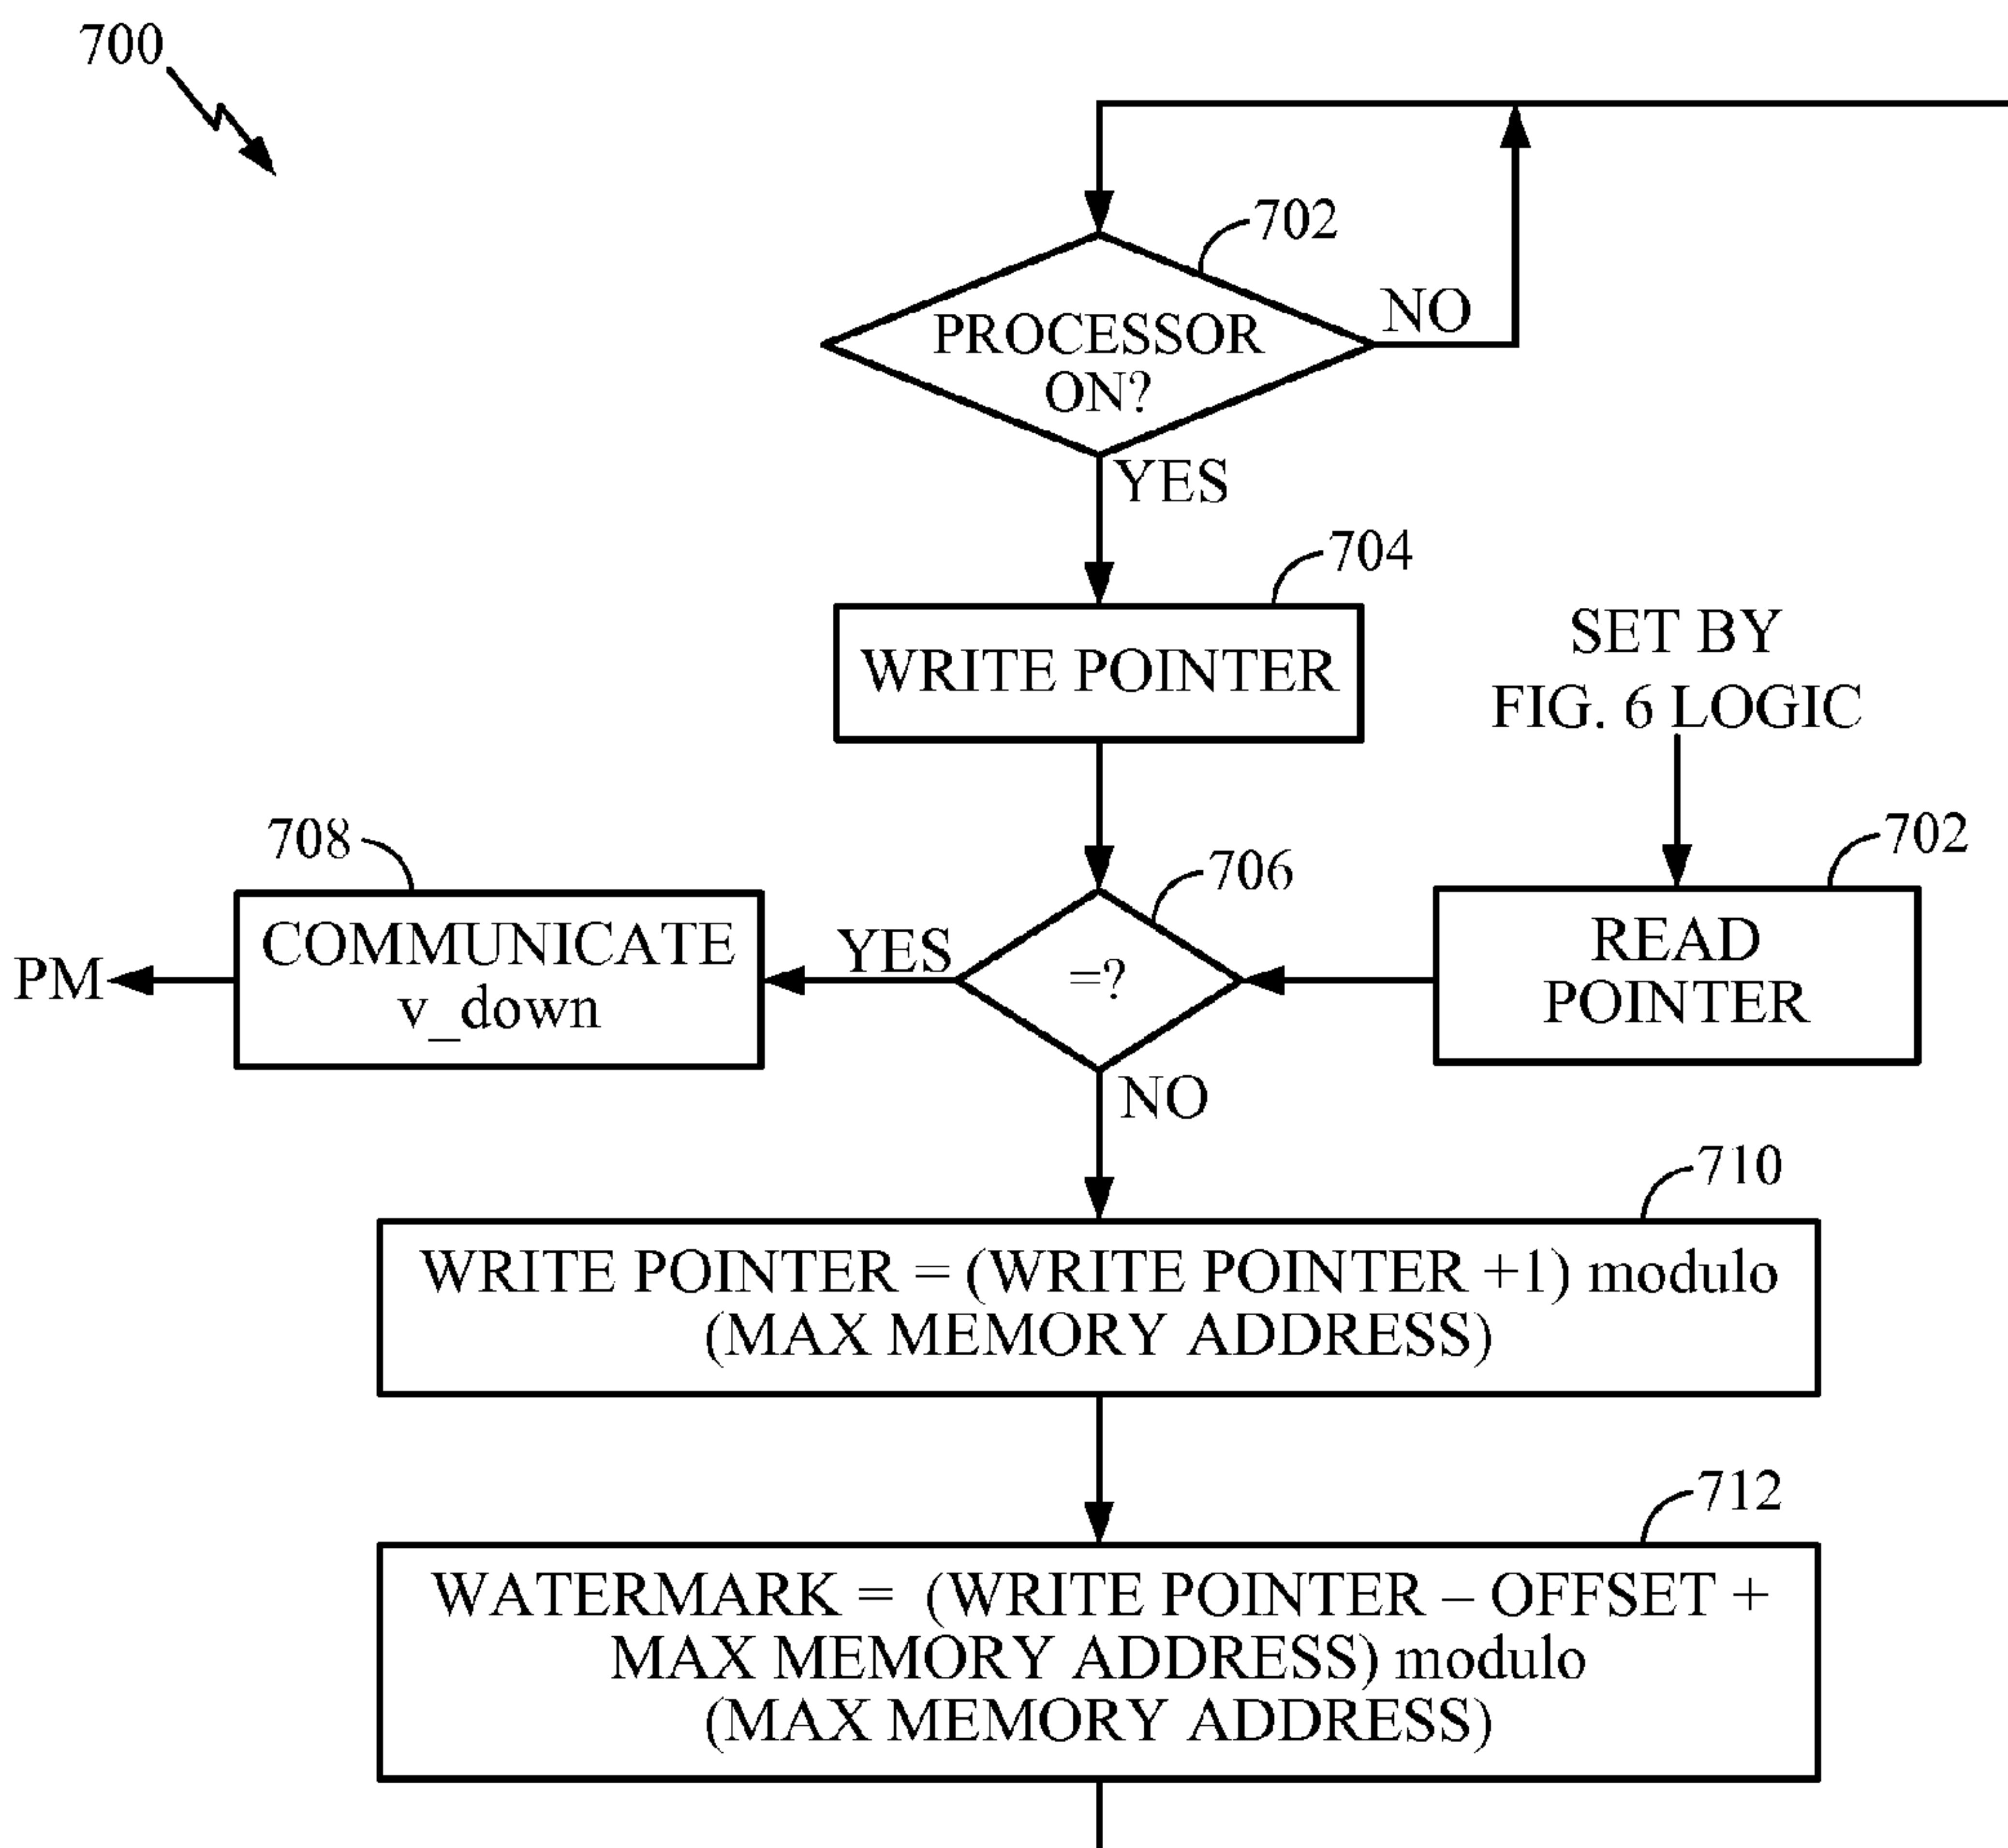 700
702
PROCESSOR
ON?
NO
YES
704
WRITE POINTER
SET BY
FIG. 6 LOGIC
708
COMMUNICATE
v_down
PM
YES
706
=?
702
READ
POINTER
NO
710
WRITE POINTER = (WRITE POINTER +1) modulo
(MAX MEMORY ADDRESS)
712
WATERMARK = (WRITE POINTER – OFFSET +
MAX MEMORY ADDRESS) modulo
(MAX MEMORY ADDRESS)